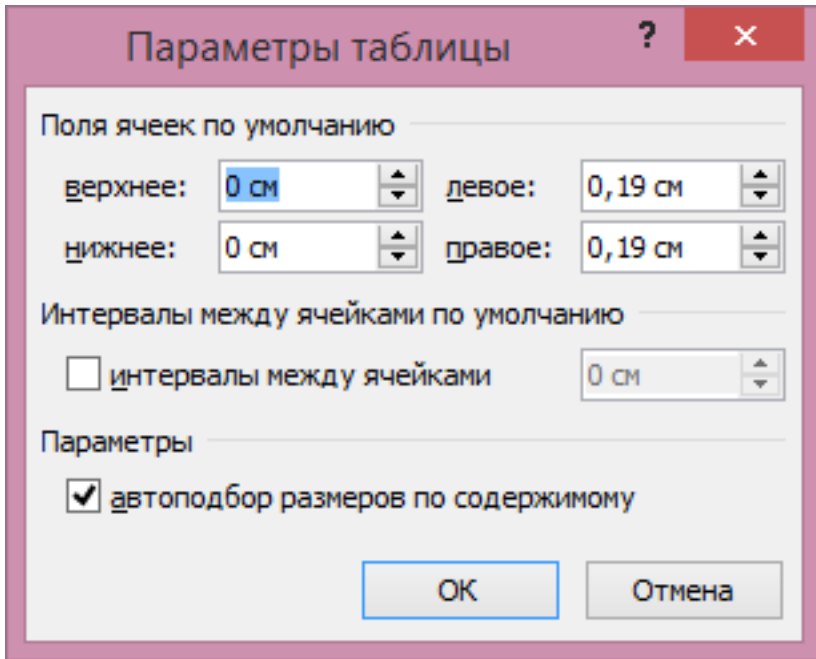 Параметры таблицы ?
Поля ячеек по умолчанию
верхнее: 0 см левое: 0,19 см
нижнее: 0 см правое: 0,19 см
Интервалы между ячейками по умолчанию
интервалы между ячейками 0 см
Параметры
автоподбор размеров по содержимому
ОК Отмена